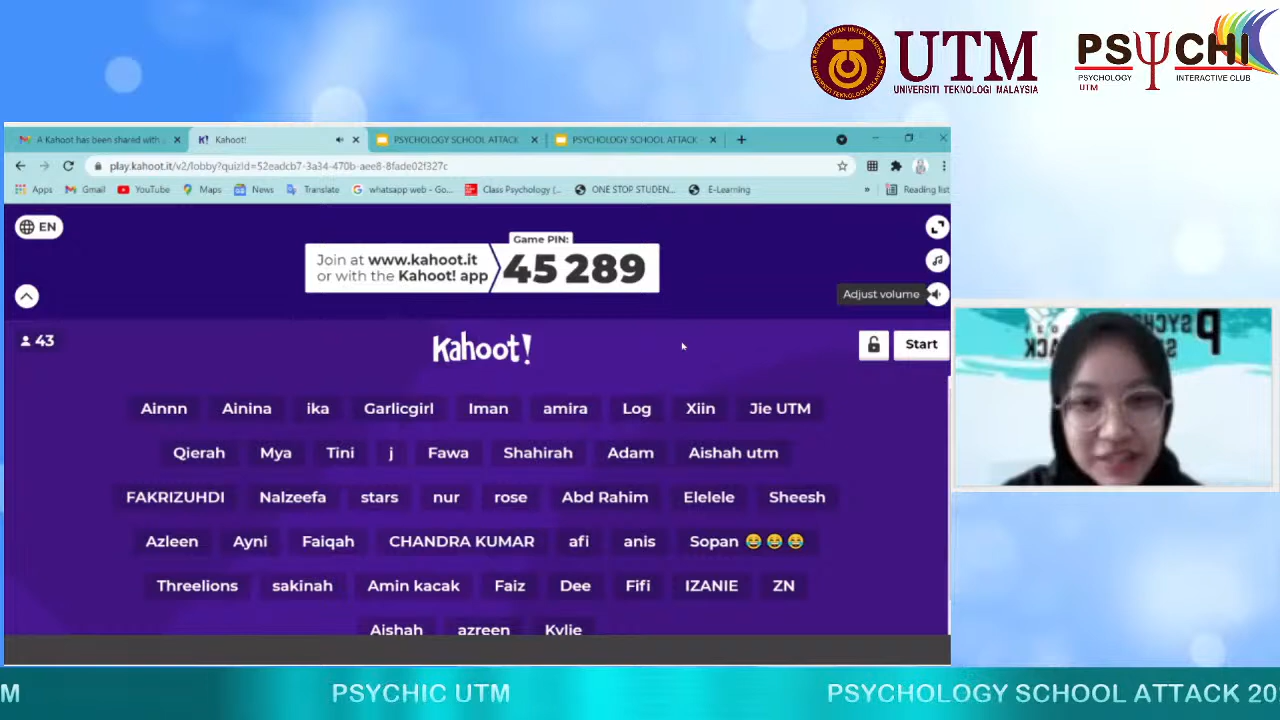 UTM
UNIVERSITI TEKNOLOGI MALAYSIA
PSΨCHI
PSYCHOLOGY INTERACTIVE CLUB
UTM
A Kahoot has been shared with
K! Kahoot!
PSYCHOLOGY SCHOOL ATTACK
PSYCHOLOGY SCHOOL ATTACK
play.kahoot.it/v2/lobby?quizId=52eadcb7-3a34-470b-aee8-8fade02f327c
Apps Gmail YouTube Maps News Translate whatsapp web - Go... Class Psychology (... ONE STOP STUDEN... E-Learning » Reading list
EN
Game PIN:
Join at www.kahoot.it
or with the Kahoot! app
45 289
Adjust volume
43
Kahoot!
Start
Ainnn Ainina ika Garlicgirl Iman amira Log Xiin Jie UTM
Qierah Mya Tini j Fawa Shahirah Adam Aishah utm
FAKRIZUHDI Nalzeefa stars nur rose Abd Rahim Elelele Sheesh
Azleen Ayni Faiqah CHANDRA KUMAR afi anis Sopan 😂😂😂
Threelions sakinah Amin kacak Faiz Dee Fifi IZANIE ZN
Aishah azreen Kylie
M PSYCHIC UTM PSYCHOLOGY SCHOOL ATTACK 20